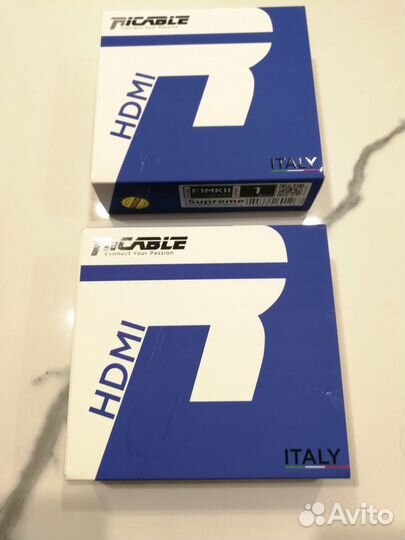 RICABLE
Connect Your Passion
HDMI
ITALY
F1MKII
1
Supreme
RICABLE
Connect Your Passion
HDMI
ITALY
Avito